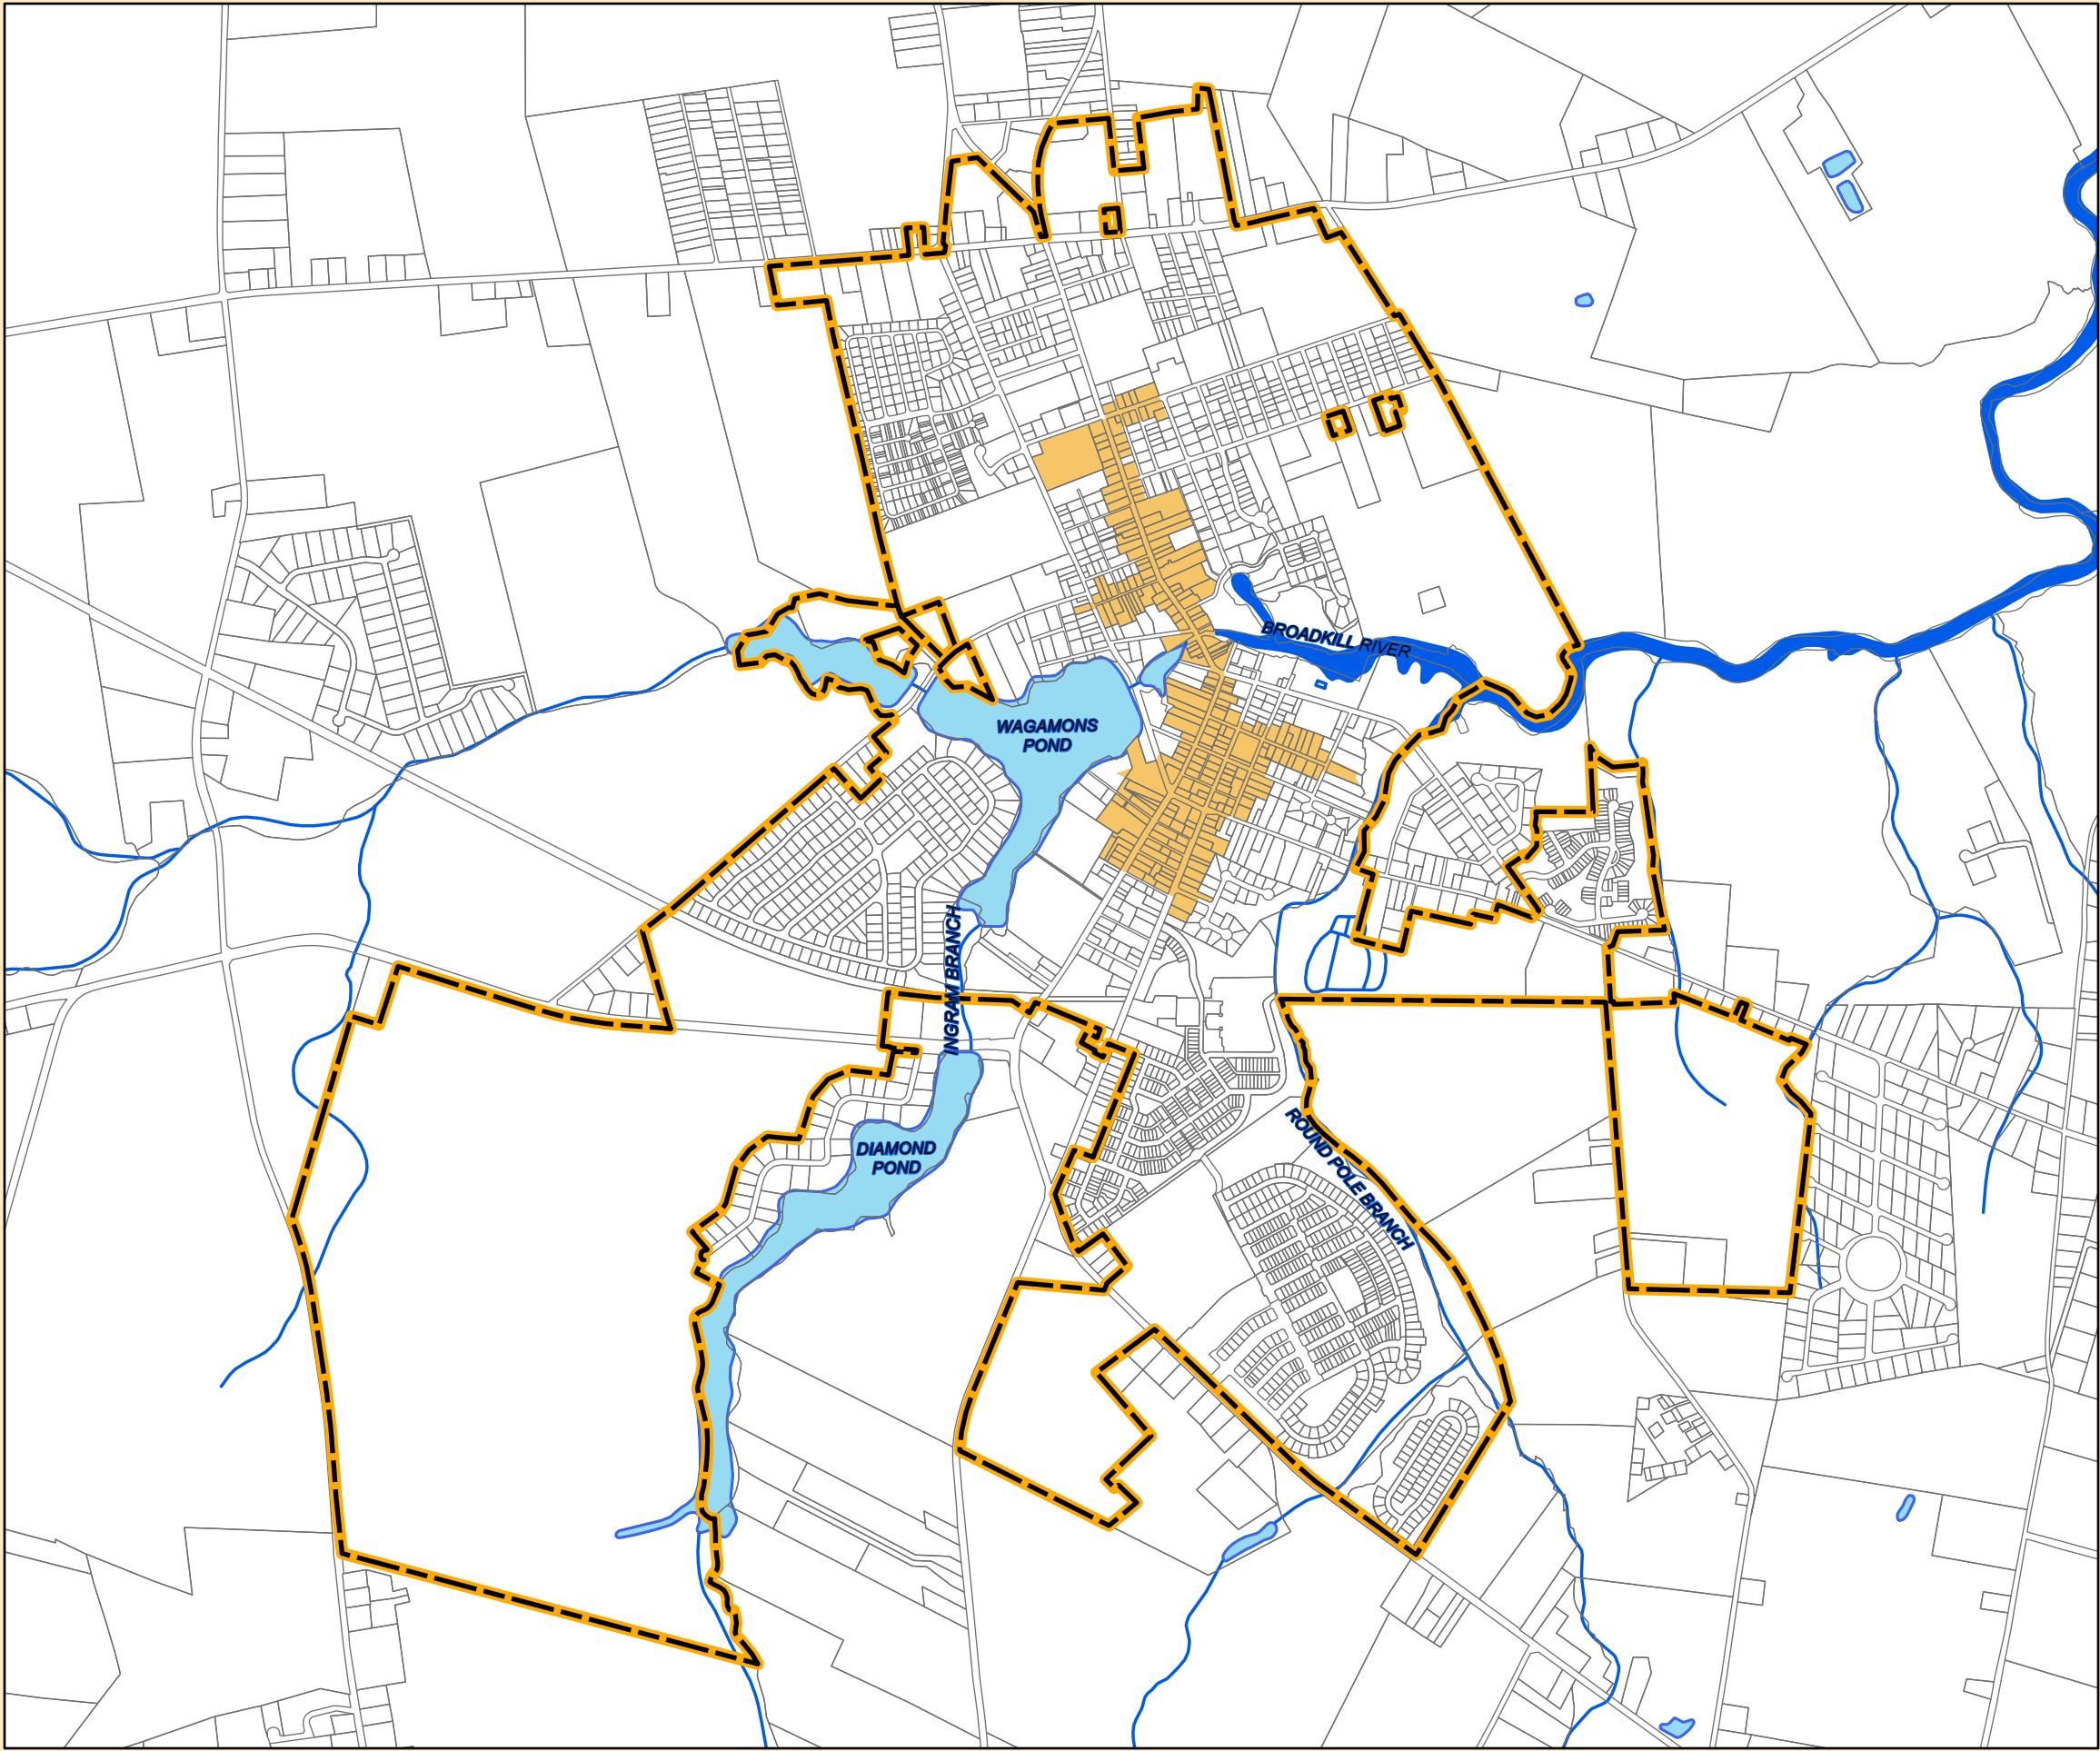 BROADKILL RIVER
WAGAMONS
POND
INGRAM BRANCH
DIAMOND
POND
ROUND POLE BRANCH